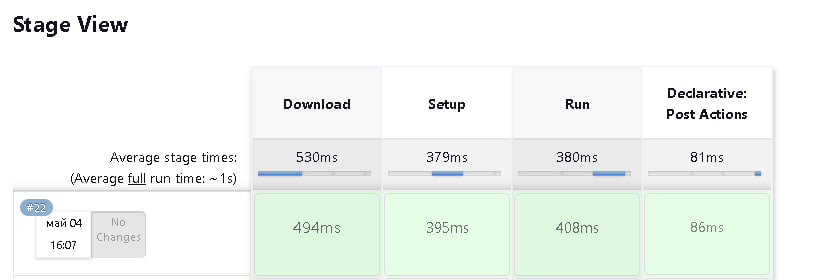 Stage View
Download
Setup
Run
Declarative:
Post Actions
Average stage times:
(Average full run time: ~1s)
530ms
379ms
380ms
81ms
#22
май 04
16:07
No
Changes
494ms
395ms
408ms
86ms